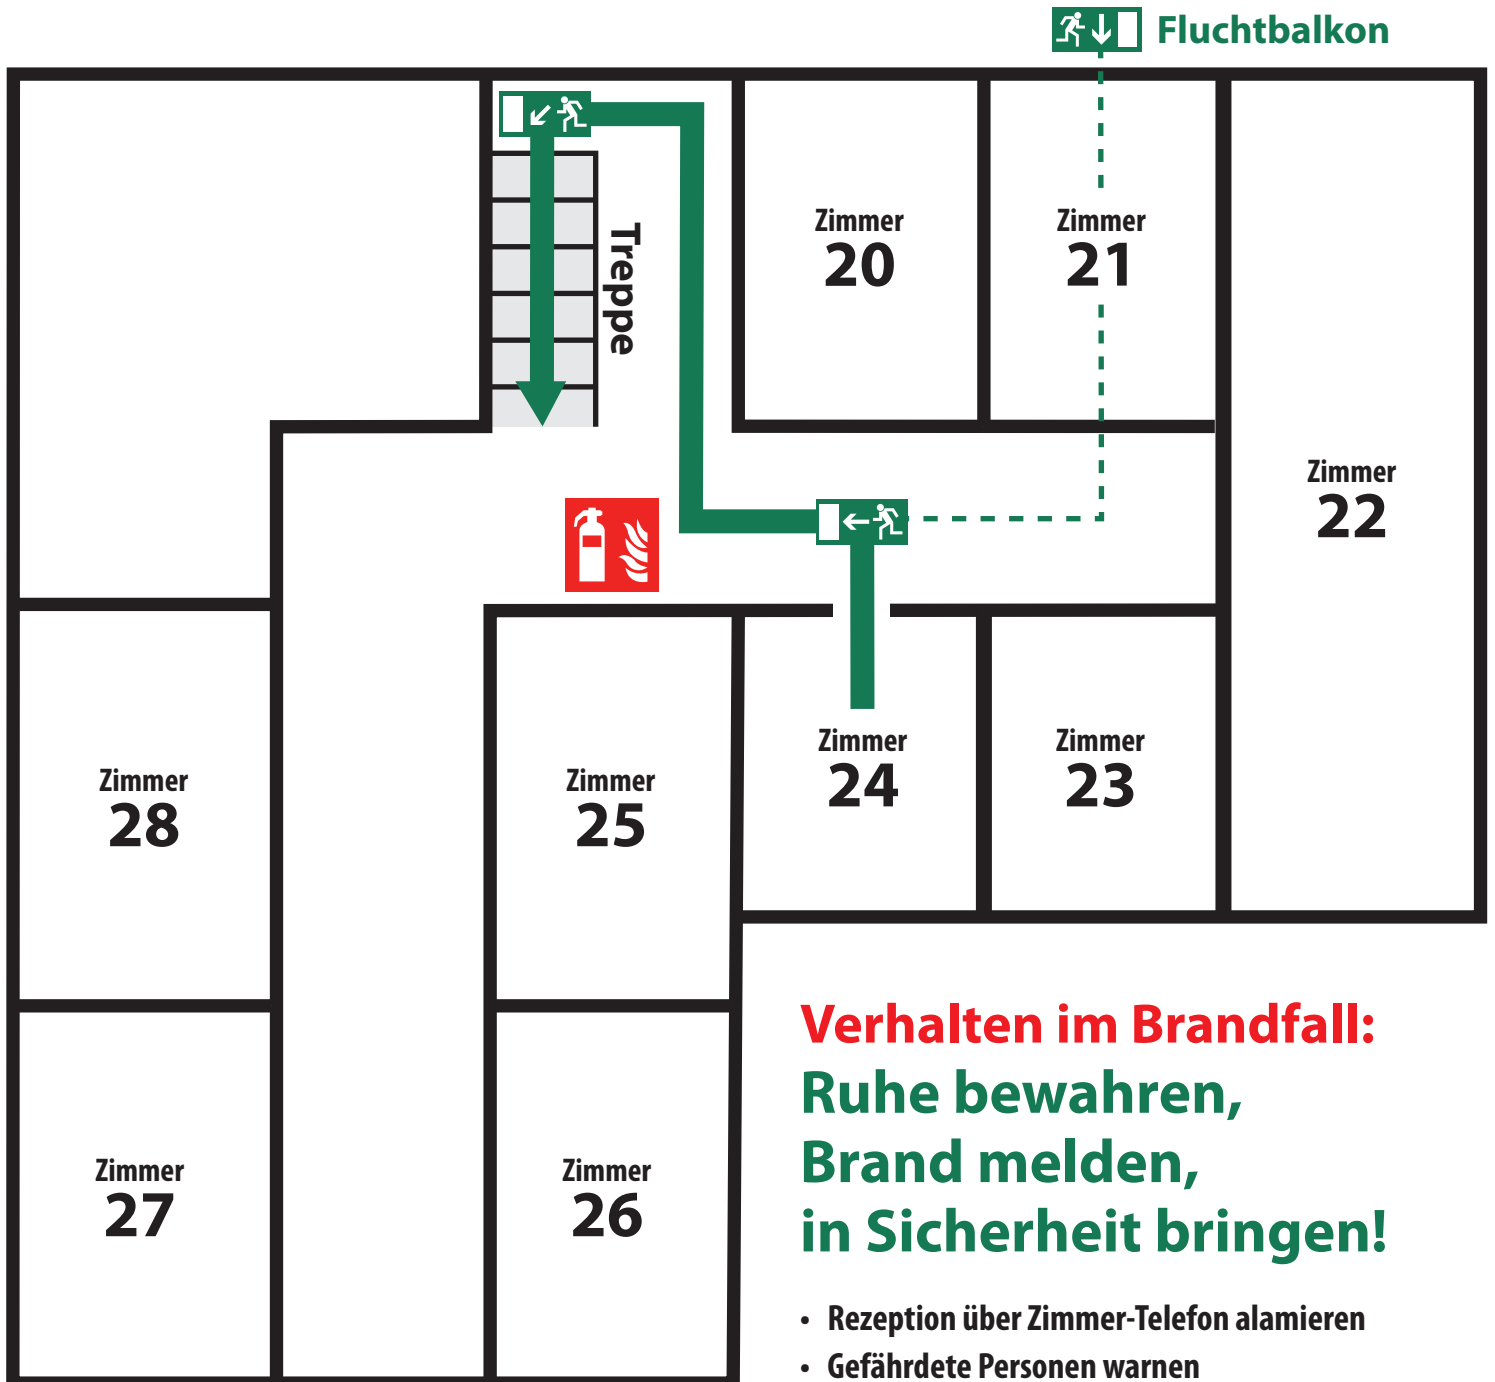 Fluchtbalkon
Treppe
Zimmer
20
Zimmer
21
Zimmer
22
Zimmer
28
Zimmer
25
Zimmer
24
Zimmer
23
Zimmer
27
Zimmer
26
Verhalten im Brandfall:
Ruhe bewahren,
Brand melden,
in Sicherheit bringen!
• Rezeption über Zimmer-Telefon alamieren
• Gefährdete Personen warnen